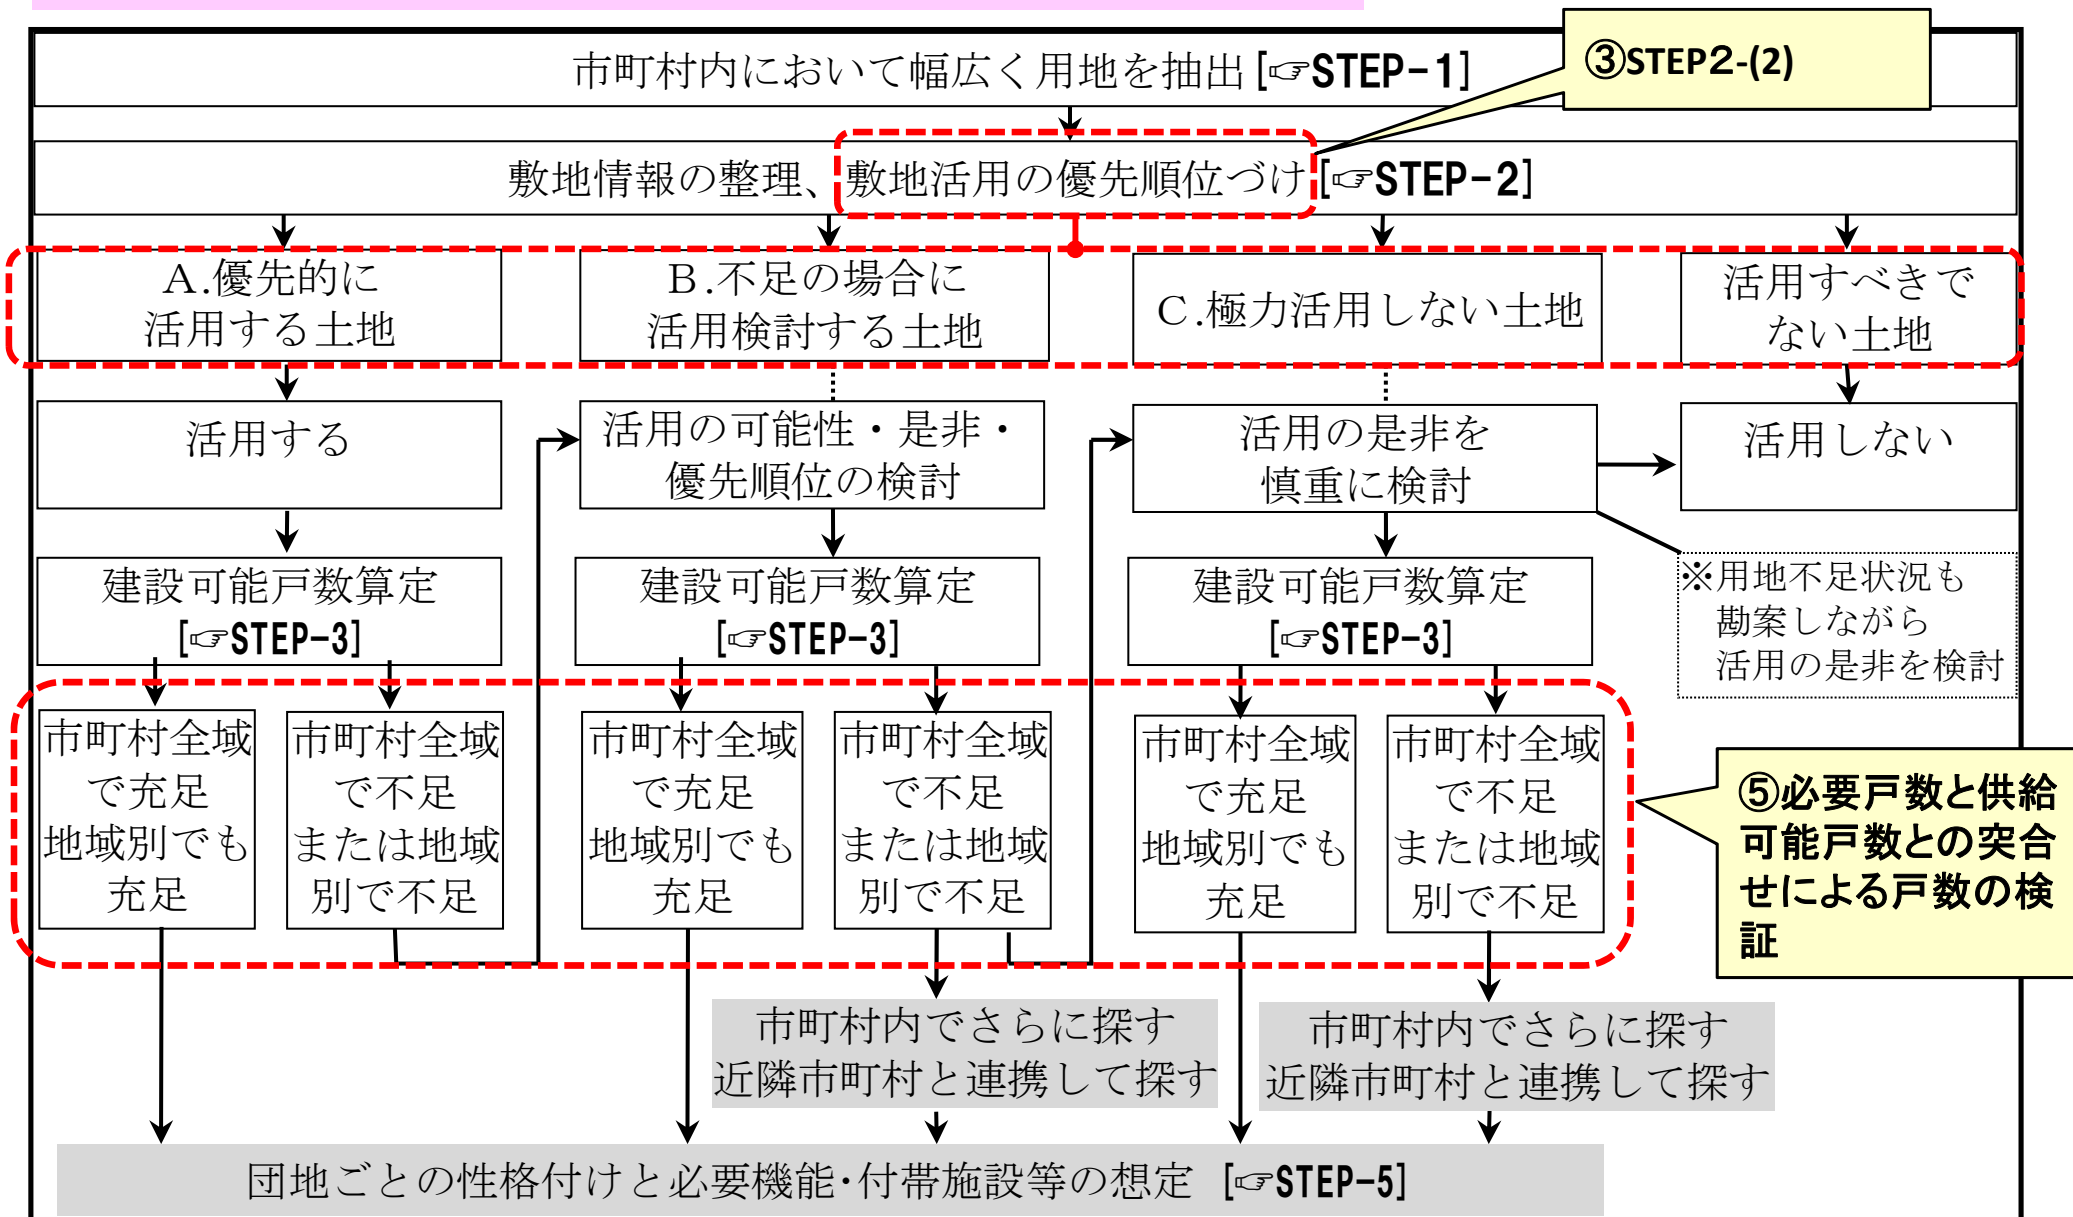 市町村内において幅広く用地を抽出[☞STEP-1]
③STEP2-(2)
敷地情報の整理、敷地活用の優先順位づけ[☞STEP-2]
A.優先的に
活用する土地
B.不足の場合に
活用検討する土地
C.極力活用しない土地
活用すべきで
ない土地
活用する
活用の可能性・是非・
優先順位の検討
活用の是非を
慎重に検討
活用しない
建設可能戸数算定
[☞STEP-3]
建設可能戸数算定
[☞STEP-3]
建設可能戸数算定
[☞STEP-3]
※用地不足状況も
勘案しながら
活用の是非を検討
市町村全域
で充足
地域別でも
充足
市町村全域
で不足
または地域
別で不足
市町村全域
で充足
地域別でも
充足
市町村全域
で不足
または地域
別で不足
市町村全域
で充足
地域別でも
充足
市町村全域
で不足
または地域
別で不足
⑤必要戸数と供給
可能戸数との突合
せによる戸数の検
証
市町村内でさらに探す
近隣市町村と連携して探す
市町村内でさらに探す
近隣市町村と連携して探す
団地ごとの性格付けと必要機能・付帯施設等の想定 [☞STEP-5]